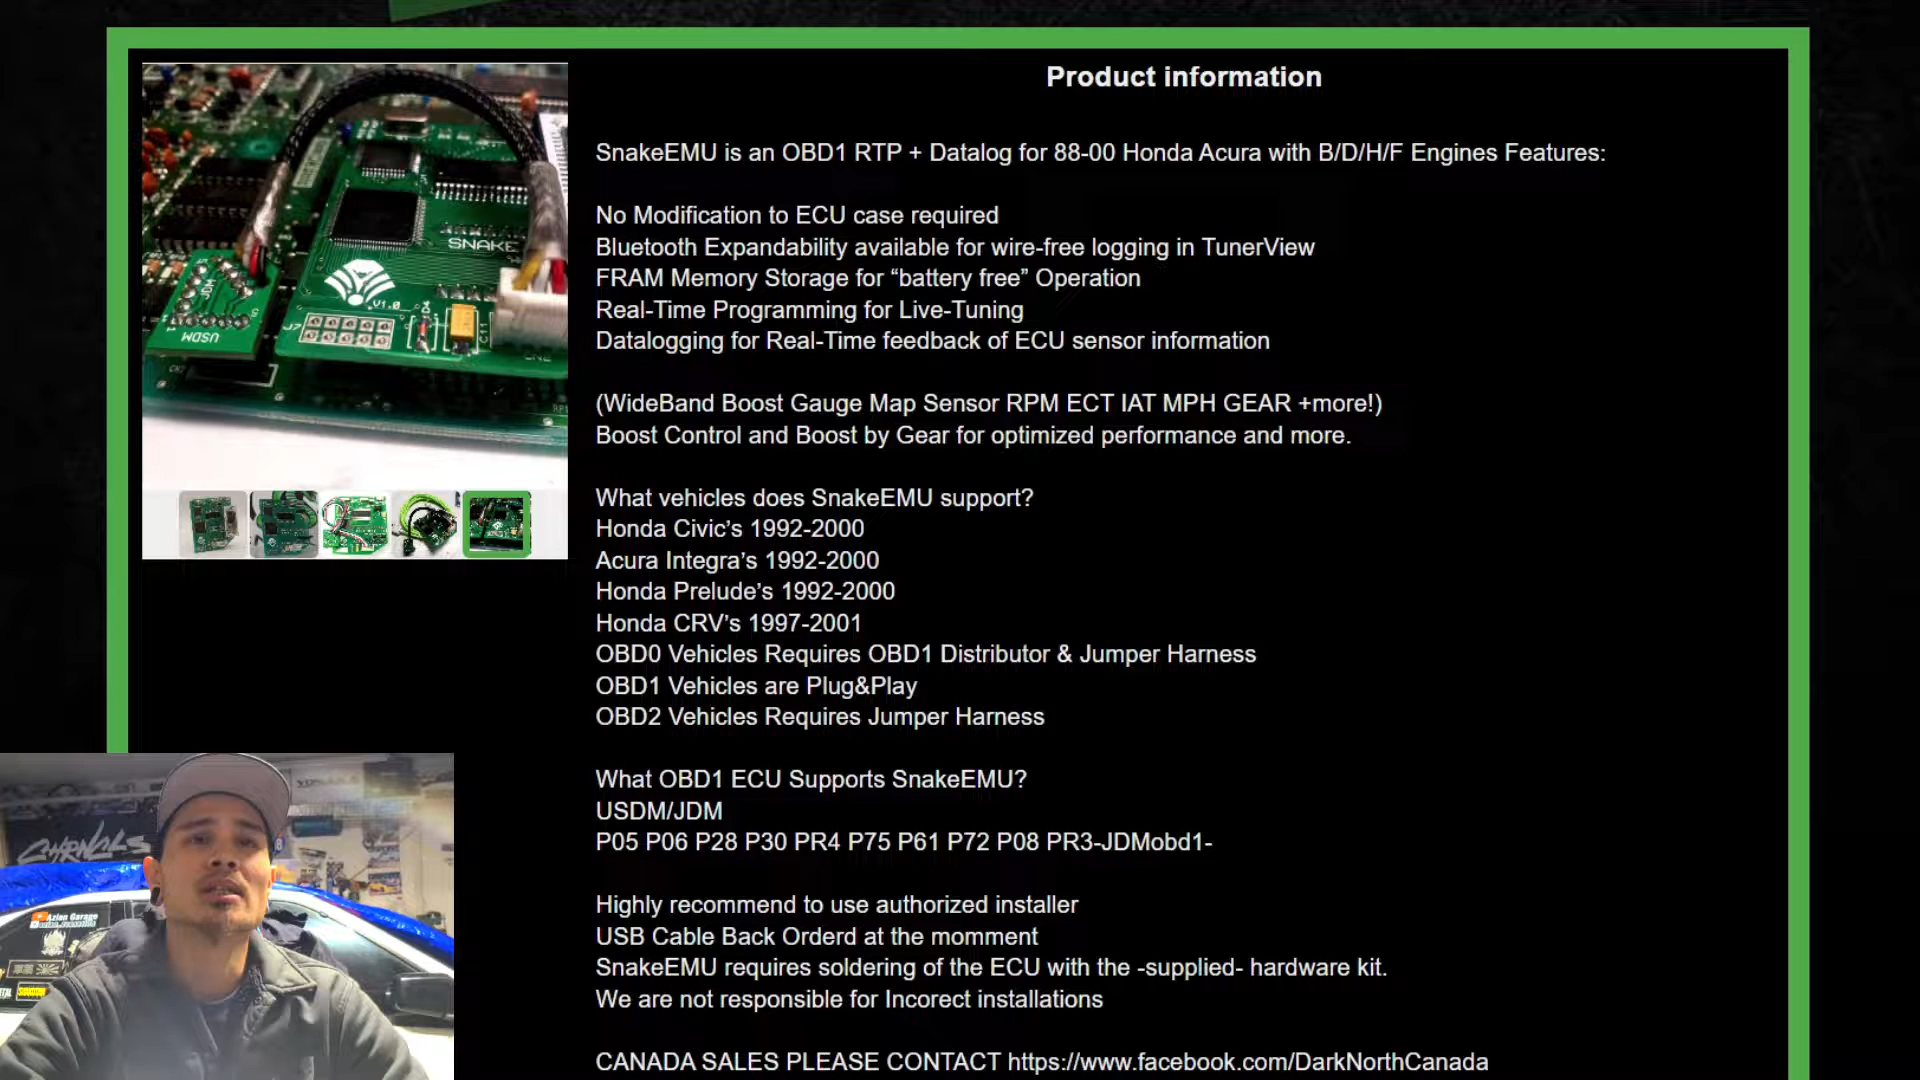 Product information
SnakeEMU is an OBD1 RTP + Datalog for 88-00 Honda Acura with B/D/H/F Engines Features:
No Modification to ECU case required
Bluetooth Expandability available for wire-free logging in TunerView
FRAM Memory Storage for “battery free” Operation
Real-Time Programming for Live-Tuning
Datalogging for Real-Time feedback of ECU sensor information
(WideBand Boost Gauge Map Sensor RPM ECT IAT MPH GEAR +more!)
Boost Control and Boost by Gear for optimized performance and more.
What vehicles does SnakeEMU support?
Honda Civic’s 1992-2000
Acura Integra’s 1992-2000
Honda Prelude’s 1992-2000
Honda CRV’s 1997-2001
OBD0 Vehicles Requires OBD1 Distributor & Jumper Harness
OBD1 Vehicles are Plug&Play
OBD2 Vehicles Requires Jumper Harness
What OBD1 ECU Supports SnakeEMU?
USDM/JDM
P05 P06 P28 P30 PR4 P75 P61 P72 P08 PR3-JDMobd1-
Highly recommend to use authorized installer
USB Cable Back Orderd at the momment
SnakeEMU requires soldering of the ECU with the -supplied- hardware kit.
We are not responsible for Incorect installations
CANADA SALES PLEASE CONTACT https://www.facebook.com/DarkNorthCanada
SNAKE
V1.0
J7
JDM
USDM
C11
Azian Garage